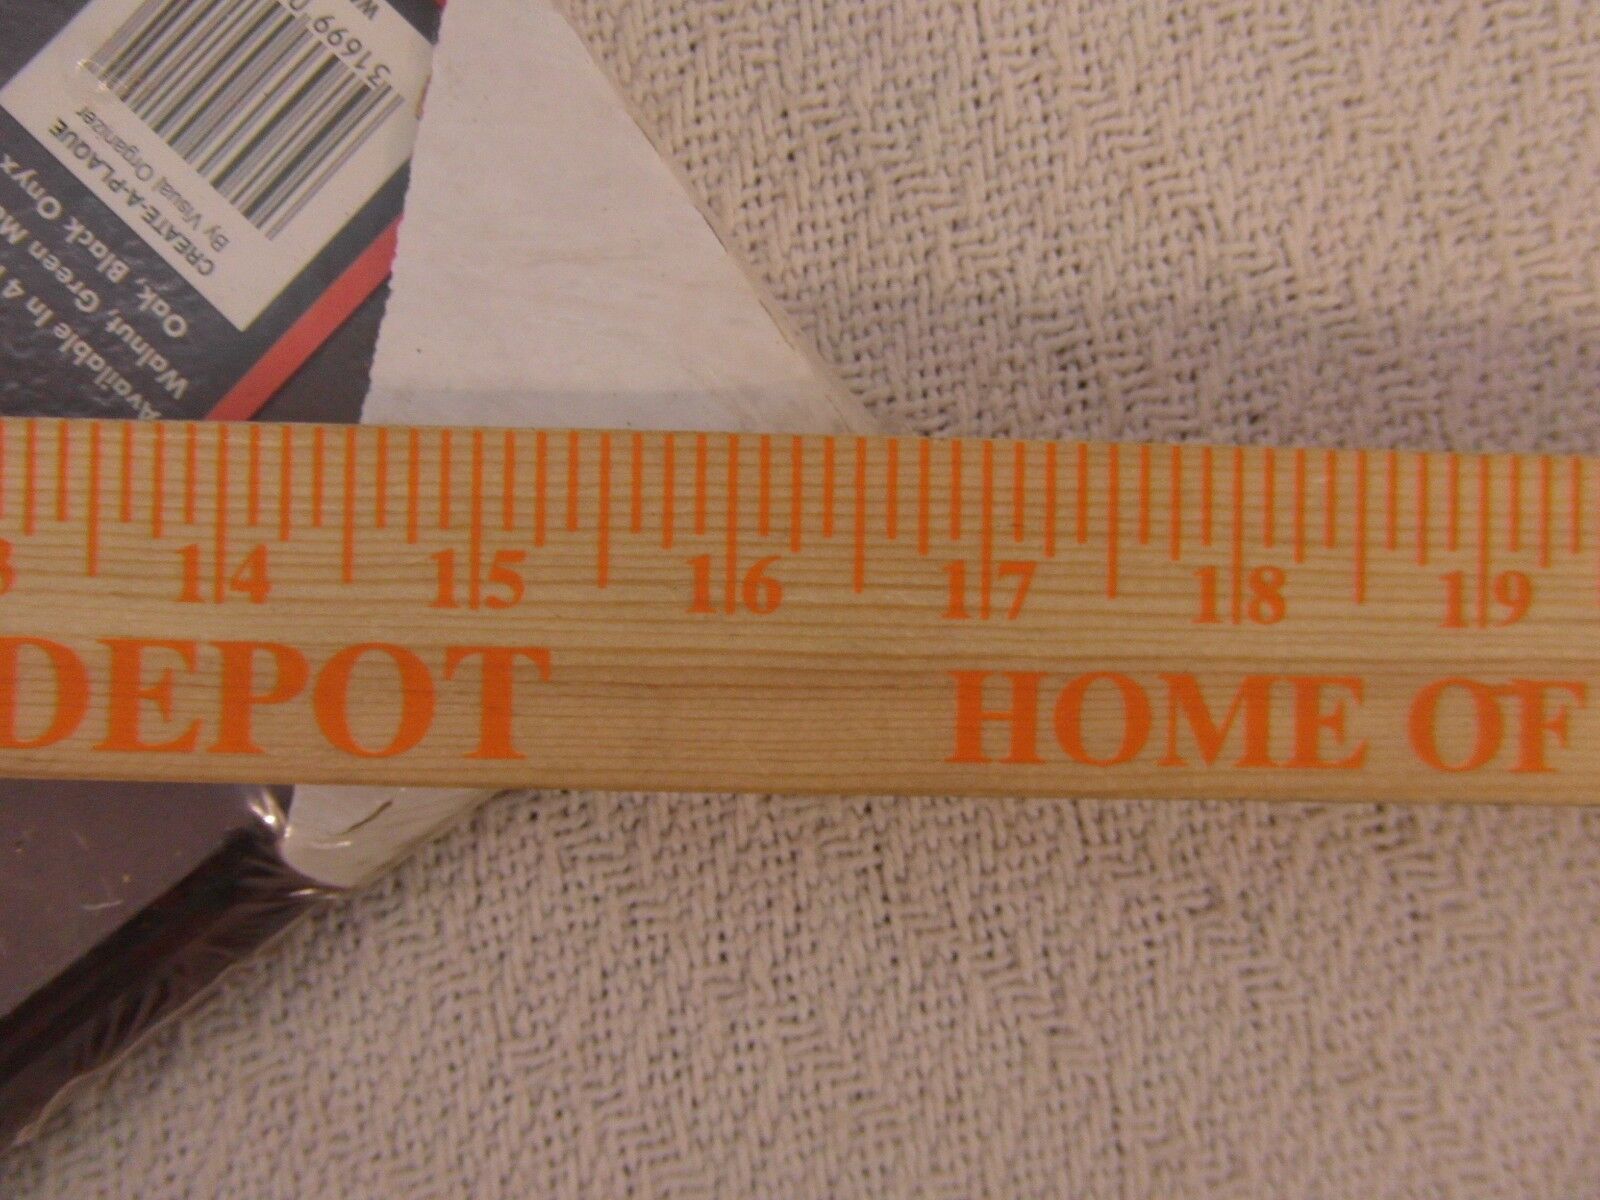 31699 0
CREATE-A-PLAQUE
By Visual Organizer
Available In 4
Walnut, Green
Oak, Black Onyx
14 15 16 17 18 19
DEPOT HOME OF